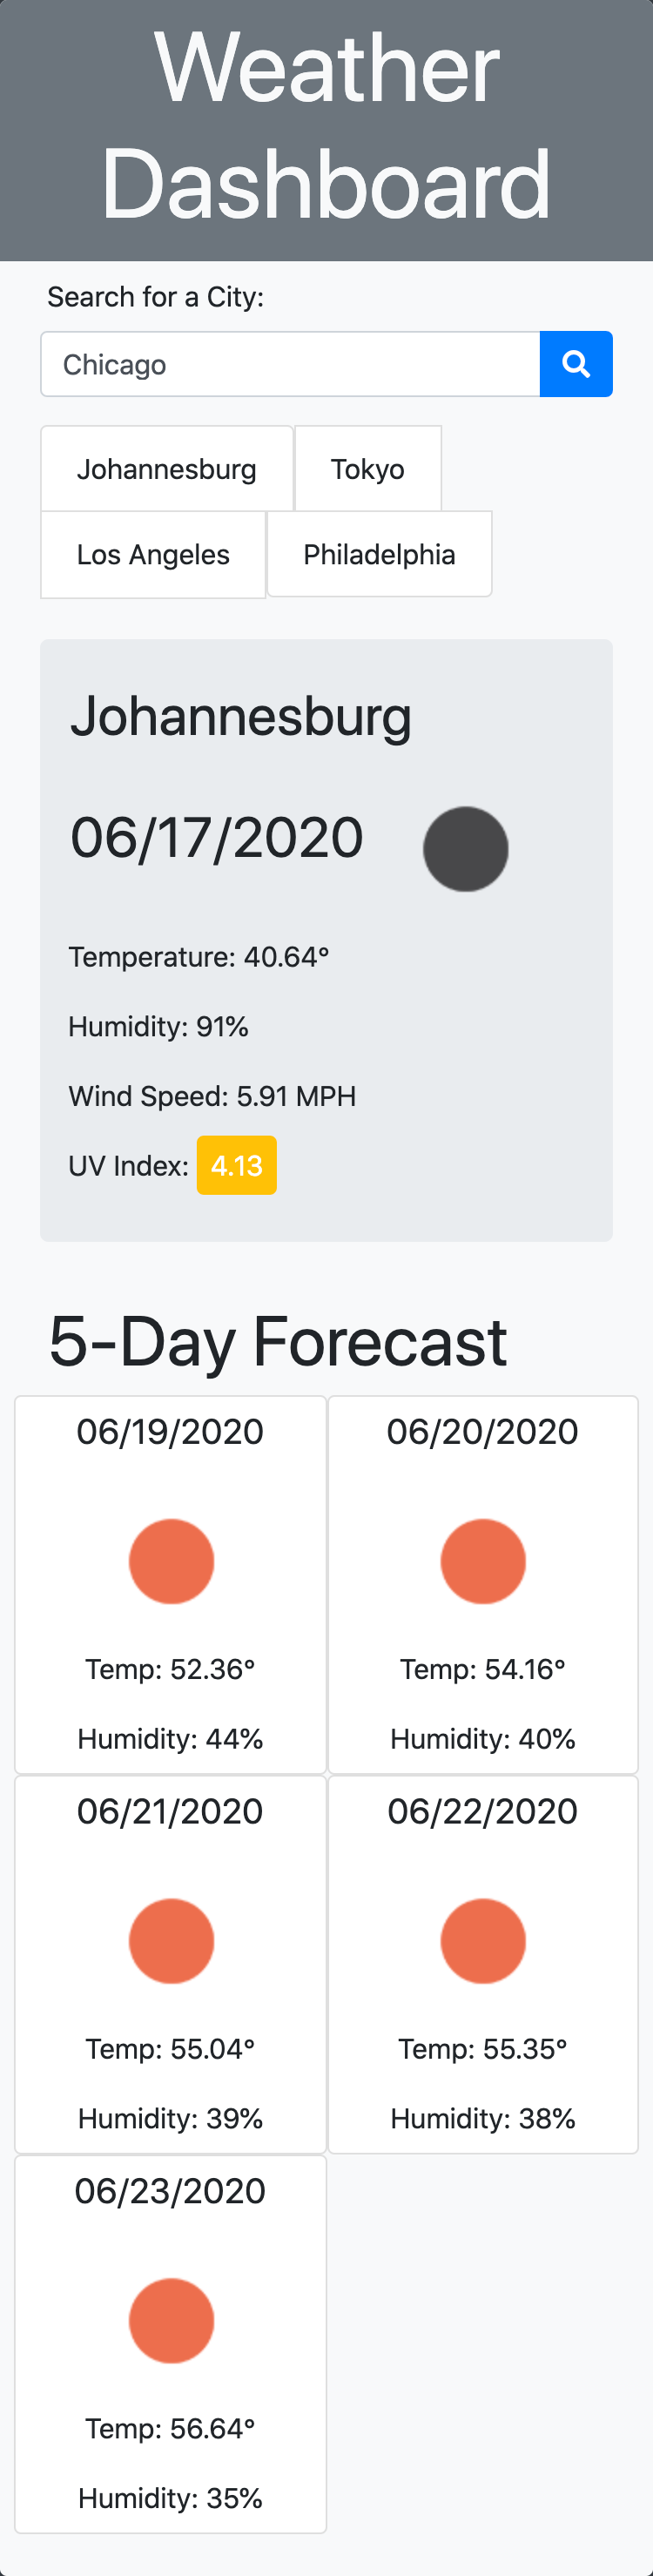 Weather
Dashboard
Search for a City:
Chicago
Johannesburg
Tokyo
Los Angeles
Philadelphia
Johannesburg
06/17/2020
Temperature: 40.64°
Humidity: 91%
Wind Speed: 5.91 MPH
UV Index: 4.13
5-Day Forecast
06/19/2020
Temp: 52.36°
Humidity: 44%
06/20/2020
Temp: 54.16°
Humidity: 40%
06/21/2020
Temp: 55.04°
Humidity: 39%
06/22/2020
Temp: 55.35°
Humidity: 38%
06/23/2020
Temp: 56.64°
Humidity: 35%